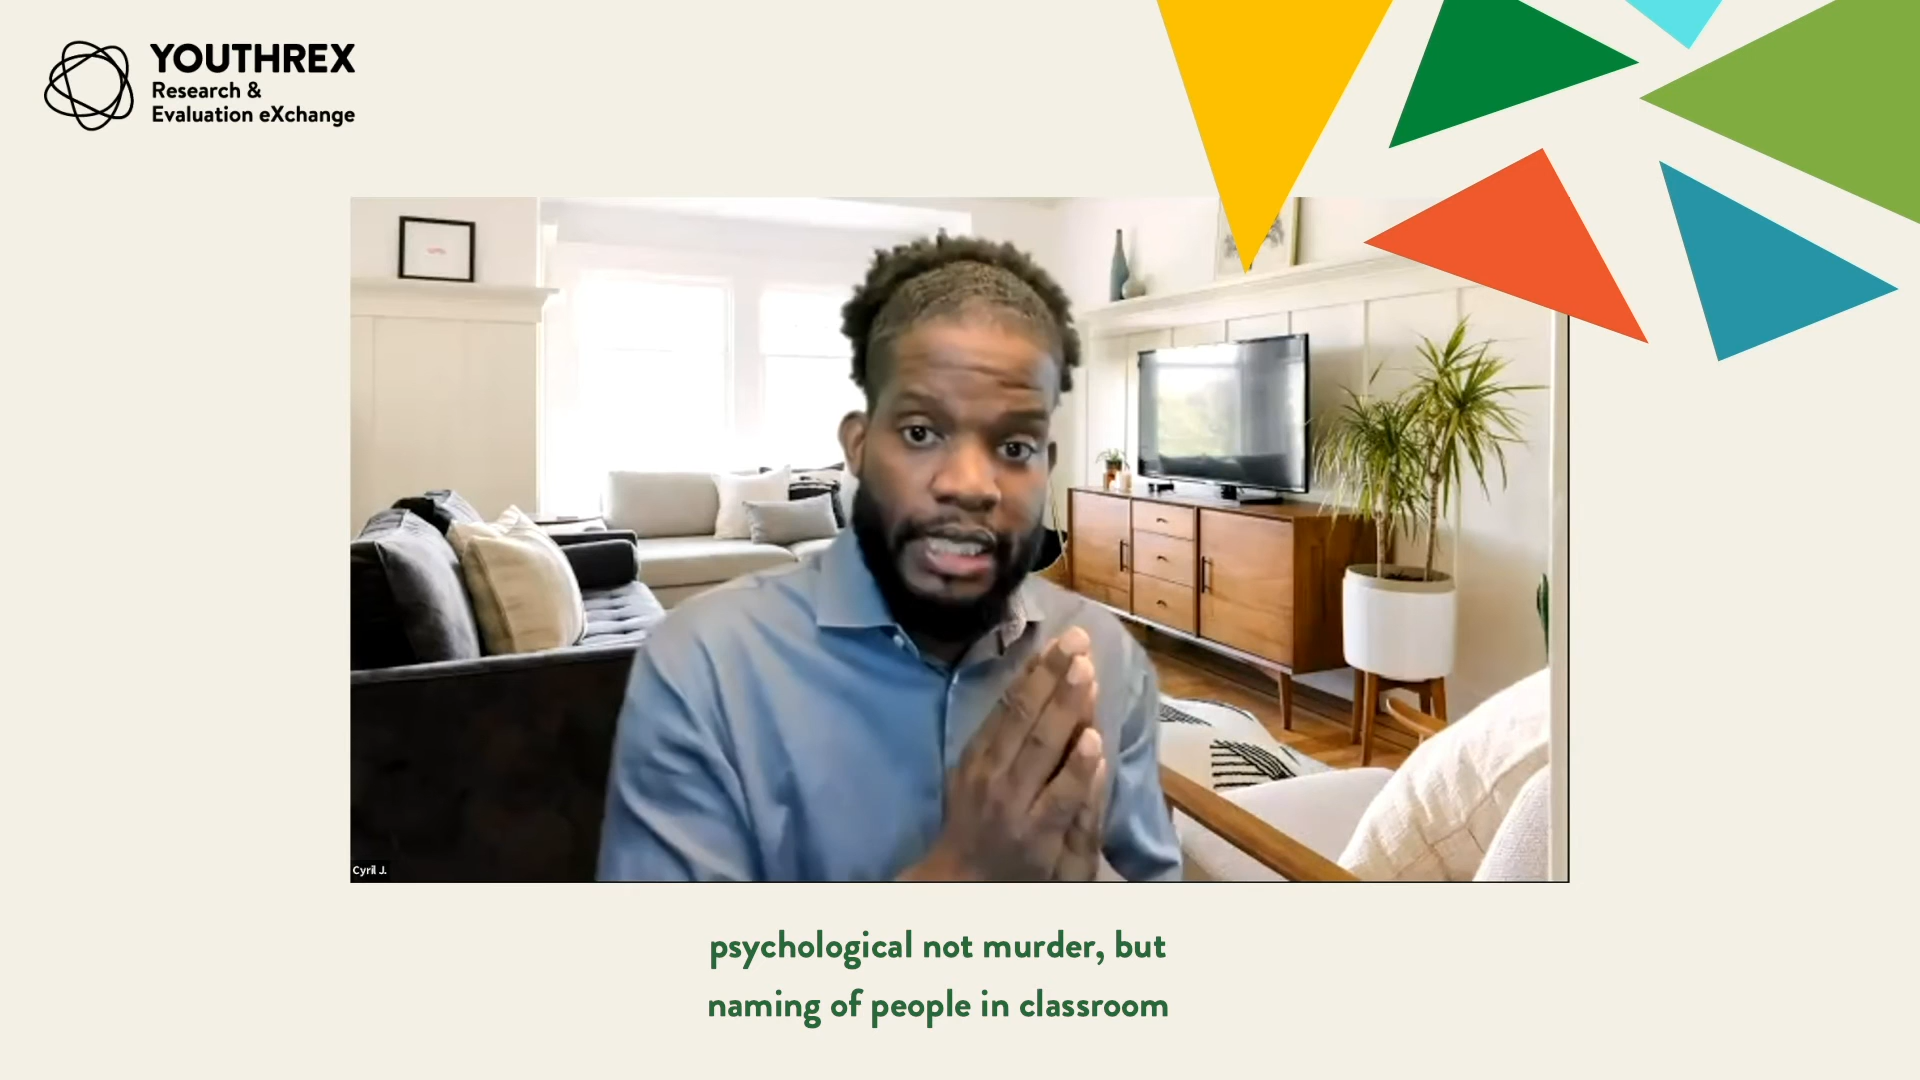 YOUTHREX
Research &
Evaluation eXchange
Cyril J.
psychological not murder, but
naming of people in classroom